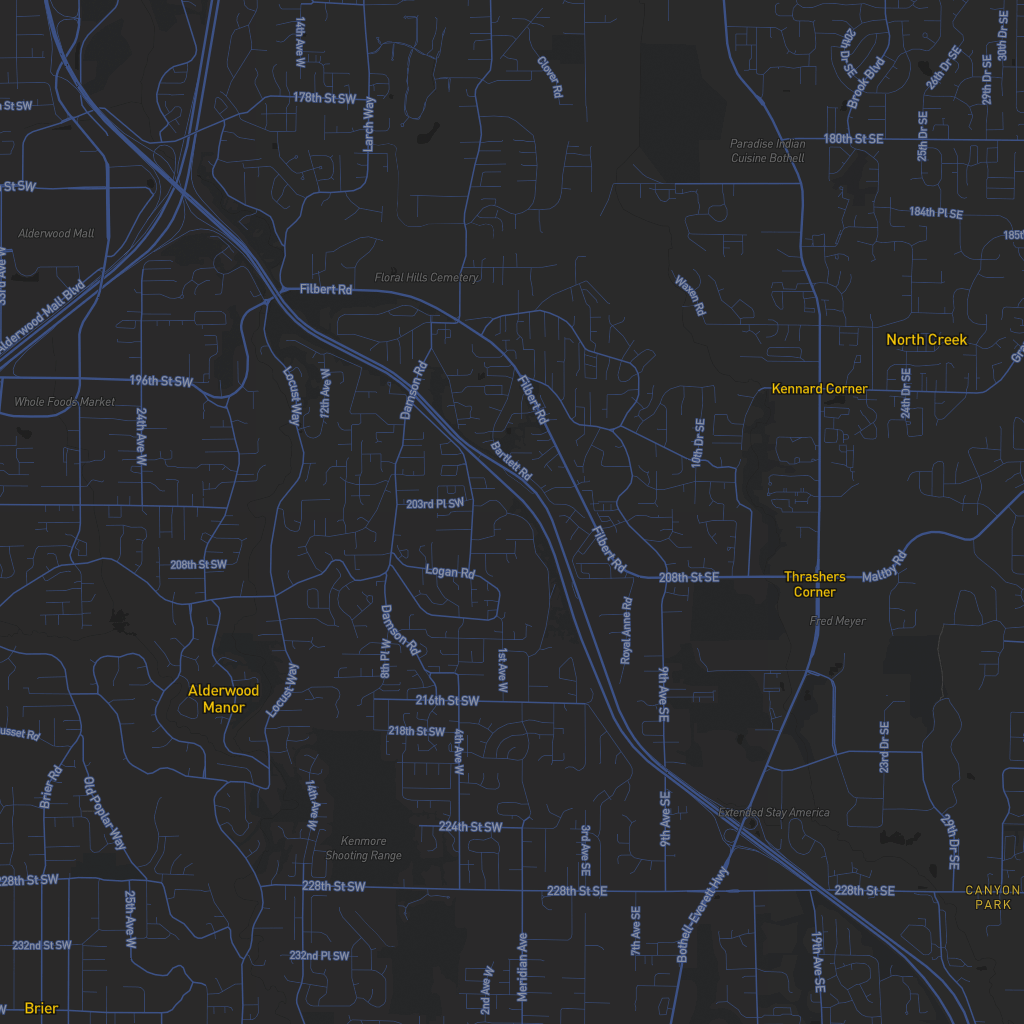 14th Ave W
Larch Way
Clover Rd
20th Dr SE
Brook Blvd
26th Dr SE
29th Dr SE
30th Dr SE
178th St SW
St SW
180th St SE
25th Dr SE
Paradise Indian
Cuisine Bothell
St SW
184th Pl SE
Alderwood Mall
33rd Ave W
Alderwood Mall Blvd
Floral Hills Cemetery
Filbert Rd
Waxen Rd
North Creek
196th St SW
Whole Foods Market
24th Ave W
Locust Way
12th Ave W
Damson Rd
Filbert Rd
Kennard Corner
24th Dr SE
10th Dr SE
Bartlett Rd
203rd Pl SW
Filbert Rd
208th St SW
Logan Rd
208th St SE
Thrashers
Corner
Maltby Rd
Fred Meyer
Damson Rd
8th Pl W
1st Ave W
Royal Anne Rd
9th Ave SE
Alderwood
Manor
Locust Way
216th St SW
218th St SW
4th Ave W
23rd Dr SE
usset Rd
Brier Rd
Old Poplar Way
14th Ave W
Kenmore
Shooting Range
224th St SW
3rd Ave SE
9th Ave SE
Extended Stay America
29th Dr SE
228th St SW
228th St SW
228th St SE
228th St SE
CANYON
PARK
25th Ave W
232nd St SW
232nd Pl SW
2nd Ave W
Meridian Ave
7th Ave SE
Bothell-Everett Hwy
19th Ave SE
Brier